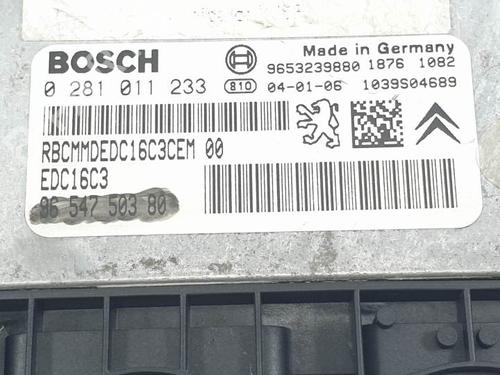 BOSCH
Made in Germany
9653239880 1876 1082
0 281 011 233
810 04-01-06 1039S04689
RBCMMDEDC16C3CEM 00
EDC16C3
96 547 503 80